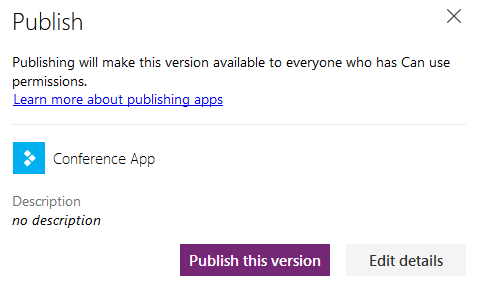 Publish
Publishing will make this version available to everyone who has Can use
permissions.
Learn more about publishing apps
Conference App
Description
no description
Publish this version
Edit details